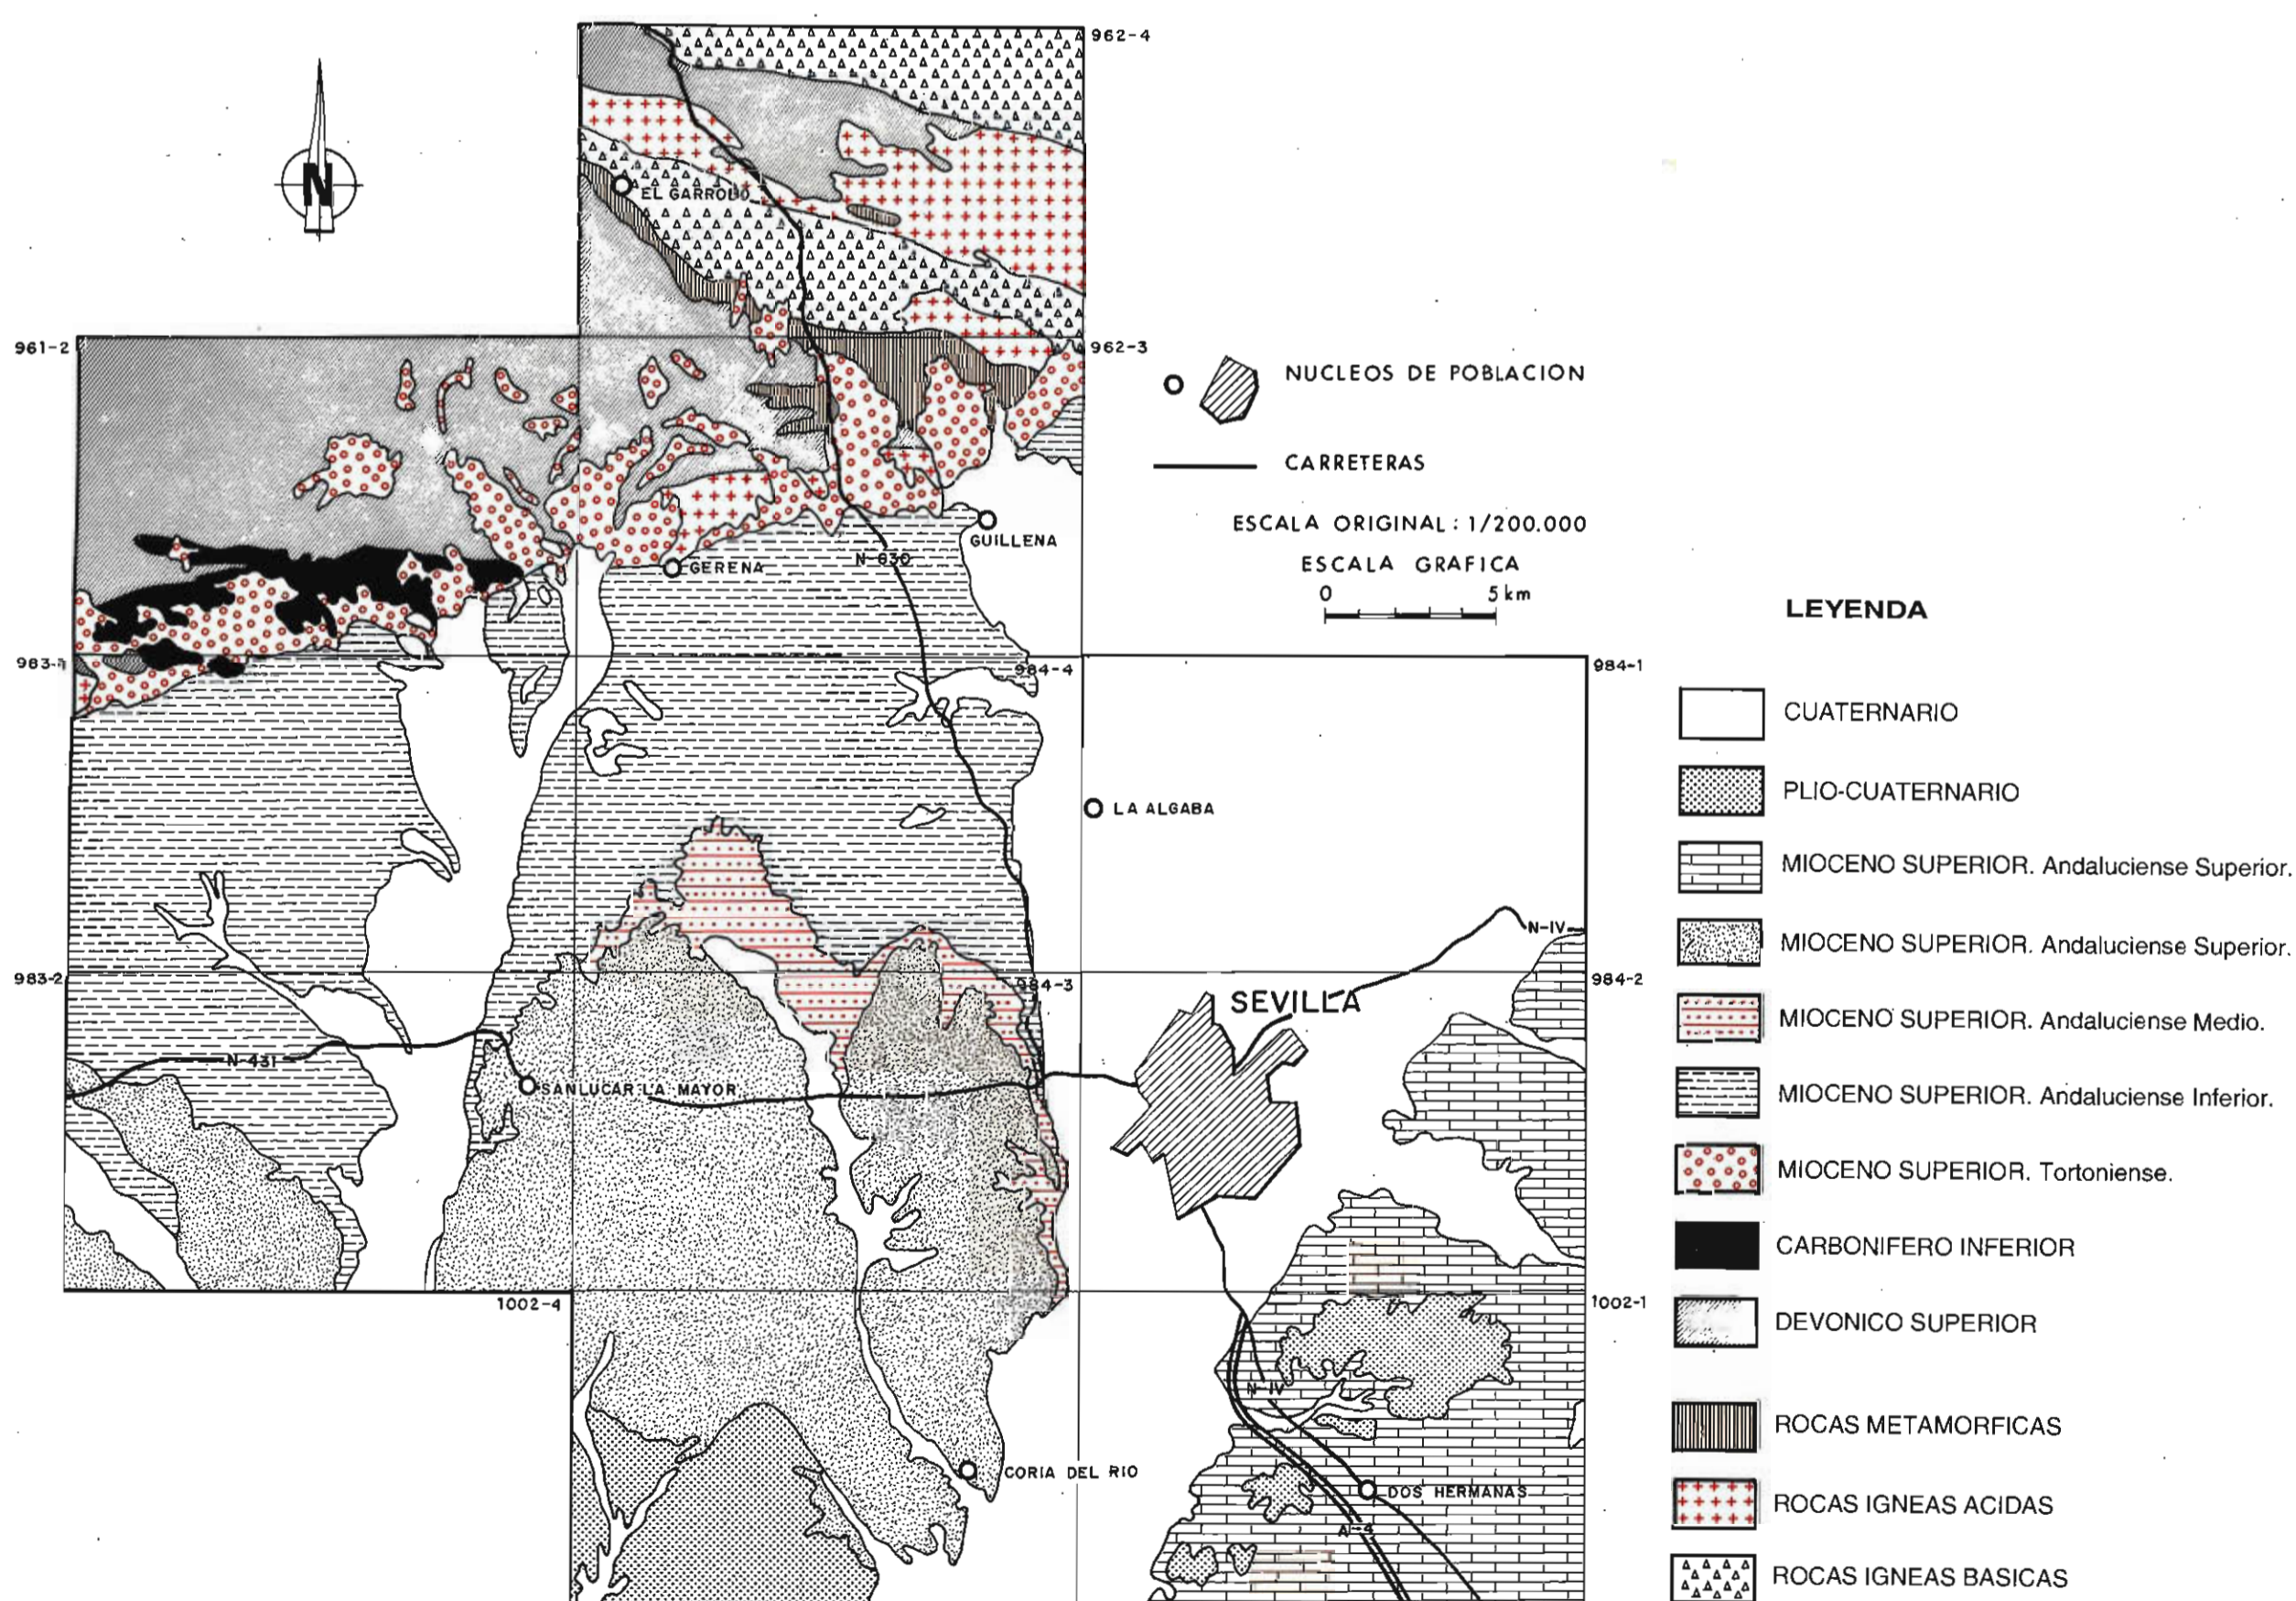 962-4
N
EL GARROBO
961-2
962-3
NUCLEOS DE POBLACION
CARRETERAS
ESCALA ORIGINAL: 1/200.000
ESCALA GRAFICA
0 5 km
GUILLENA
GERENA
N-630
983-1
984-4
984-1
LA ALGABA
N-IV
983-2
984-3
984-2
SEVILLA
N-431
SANLUCAR LA MAYOR
1002-4
1002-1
N-IV
CORIA DEL RIO
DOS HERMANAS
A-4
LEYENDA
CUATERNARIO
PLIO-CUATERNARIO
MIOCENO SUPERIOR. Andaluciense Superior.
MIOCENO SUPERIOR. Andaluciense Superior.
MIOCENO SUPERIOR. Andaluciense Medio.
MIOCENO SUPERIOR. Andaluciense Inferior.
MIOCENO SUPERIOR. Tortoniense.
CARBONIFERO INFERIOR
DEVONICO SUPERIOR
ROCAS METAMORFICAS
ROCAS IGNEAS ACIDAS
ROCAS IGNEAS BASICAS